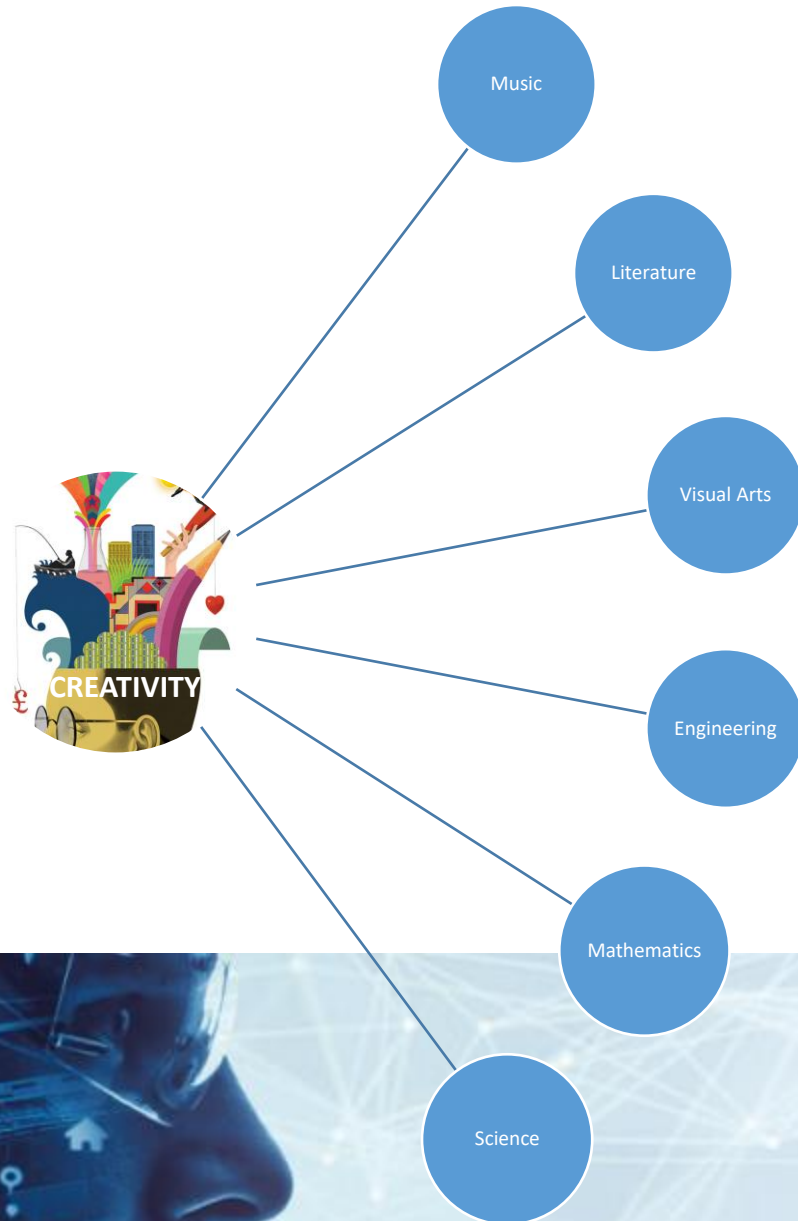 Music
Literature
Visual Arts
£
CREATIVITY
Engineering
Mathematics
Science